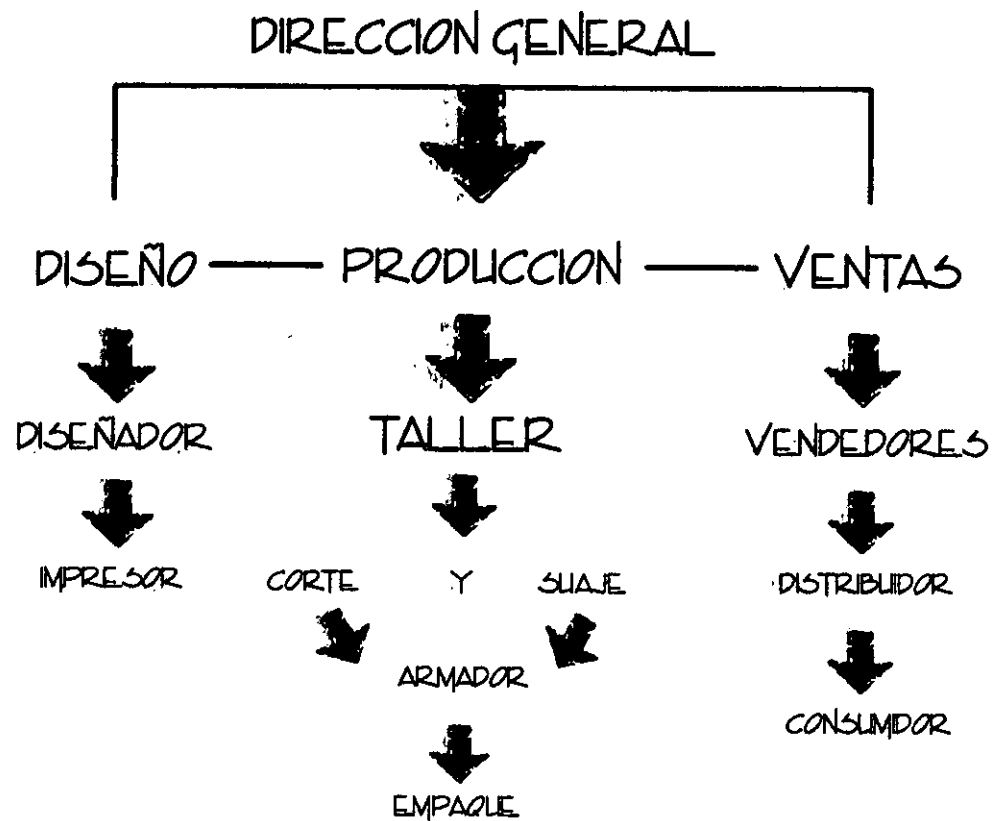 DIRECCION GENERAL
DISEÑO PRODUCCION VENTAS
DISEÑADOR TALLER VENDEDORES
IMPRESOR CORTE Y SUAJE DISTRIBUIDOR
ARMADOR
CONSUMIDOR
EMPAQUE